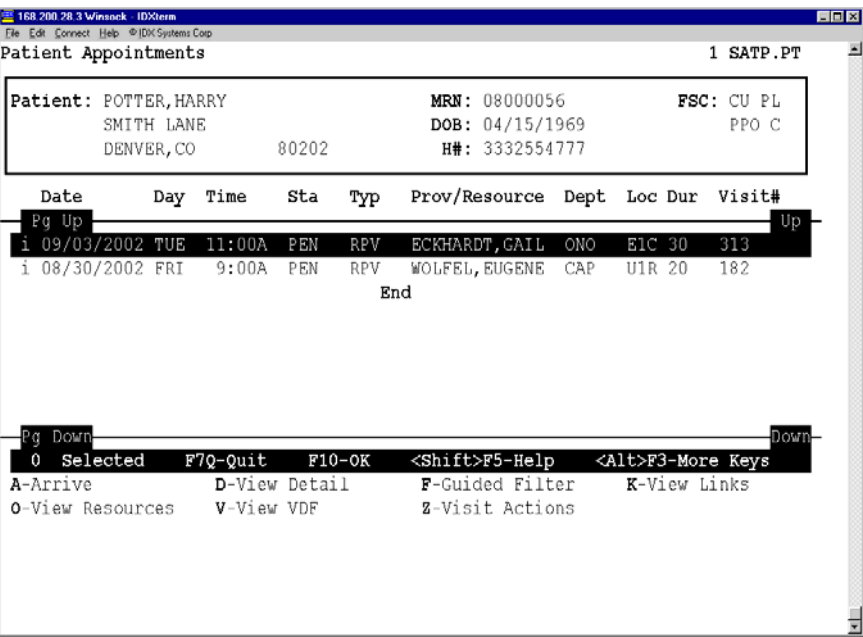 168.200.28.3 Winsock - IDXterm
File Edit Connect Help © IDX Systems Corp
Patient Appointments 1 SATP.PT
Patient: POTTER,HARRY MRN: 08000056 FSC: CU PL
SMITH LANE DOB: 04/15/1969 PPO C
DENVER,CO 80202 H#: 3332554777
Date Day Time Sta Typ Prov/Resource Dept Loc Dur Visit#
Pg Up Up
i 09/03/2002 TUE 11:00A PEN RPV ECKHARDT,GAIL ONO E1C 30 313
i 08/30/2002 FRI 9:00A PEN RPV WOLFEL,EUGENE CAP U1R 20 182
End
Pg Down Down
0 Selected F7Q-Quit F10-OK <Shift>F5-Help <Alt>F3-More Keys
A-Arrive D-View Detail F-Guided Filter K-View Links
O-View Resources V-View VDF Z-Visit Actions